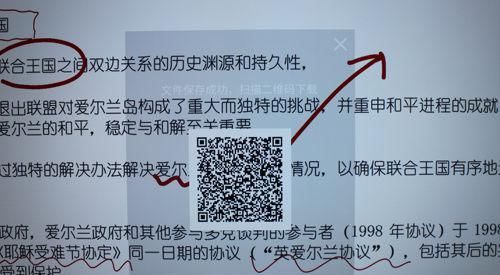 国
联合王国之间双边关系的历史渊源和持久性，
文件保存成功，扫描二维码下载
退出联盟对爱尔兰岛构成了重大而独特的挑战，并重申和平进程的成就
爱尔兰的和平，稳定与和解至关重要
过独特的解决办法解决爱尔 情况，以确保联合王国有序地
政府，爱尔兰政府和其他参与多党谈判的参与者（1998 年协议）于 1998
《耶稣受难节协定》同一日期的协议（“英爱尔兰协议”），包括其后的
受到保护